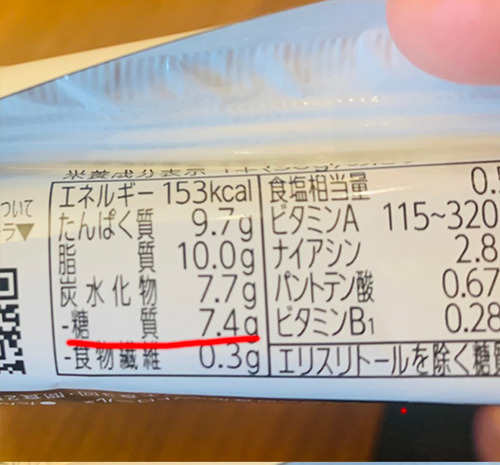 栄養成分表示
エネルギー 153kcal
たんぱく質 9.7g
脂質 10.0g
炭水化物 7.7g
-糖質 7.4g
-食物繊維 0.3g
食塩相当量 0.
ビタミンA 115~320
ナイアシン 2.8
パントテン酸 0.67
ビタミンB1 0.28
エリスリトールを除く糖質
ついて